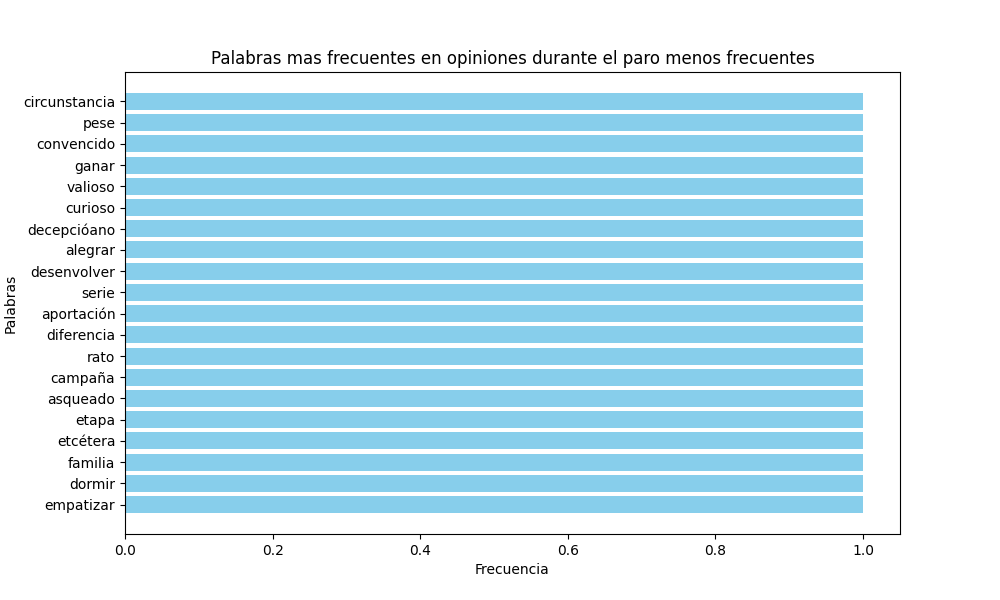 Palabras mas frecuentes en opiniones durante el paro menos frecuentes
circunstancia
pese
convencido
ganar
valioso
curioso
decepcióano
alegrar
desenvolver
serie
aportación
diferencia
rato
campaña
asqueado
etapa
etcétera
familia
dormir
empatizar
Palabras
0.0 0.2 0.4 0.6 0.8 1.0
Frecuencia